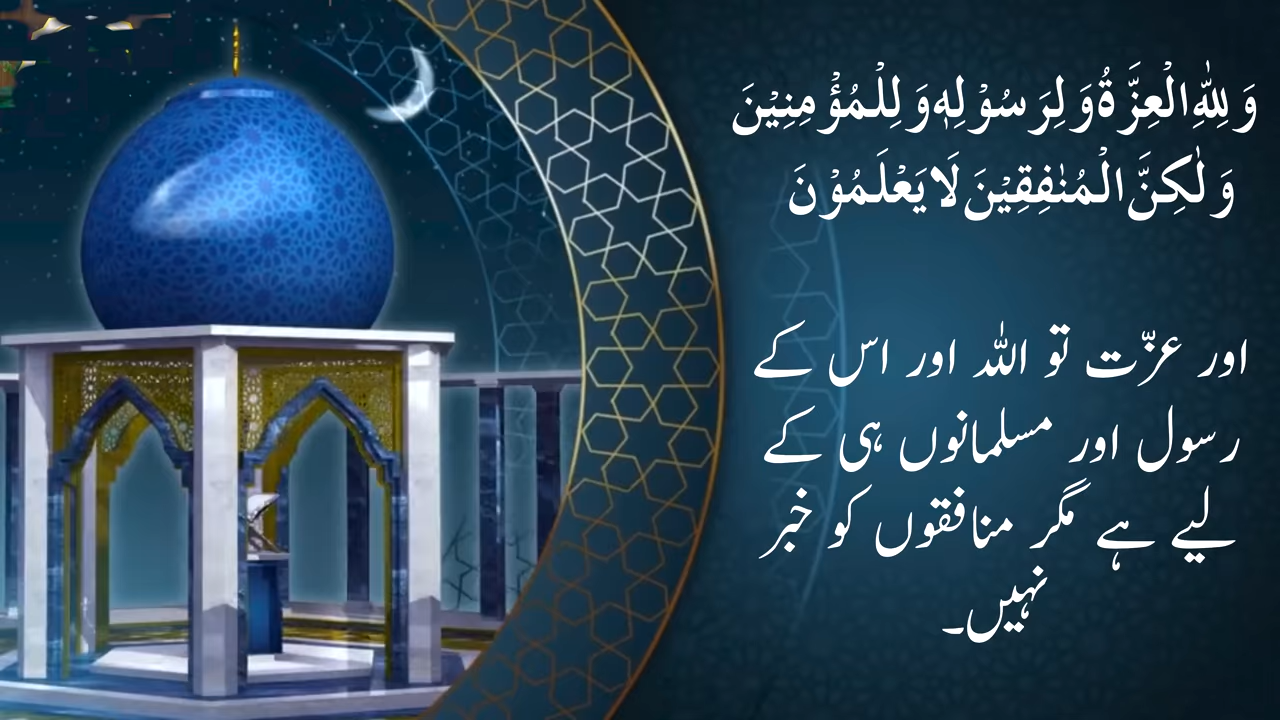 وَ لِلّٰهِ الْعِزَّةُ وَ لِرَسُوْلِهٖ وَ لِلْمُؤْمِنِیْنَ
وَ لٰكِنَّ الْمُنٰفِقِیْنَ لَا یَعْلَمُوْنَ
اور عزّت تو اللہ اور اس کے
رسول اور مسلمانوں ہی کے
لیے ہے مگر منافقوں کو خبر
نہیں۔